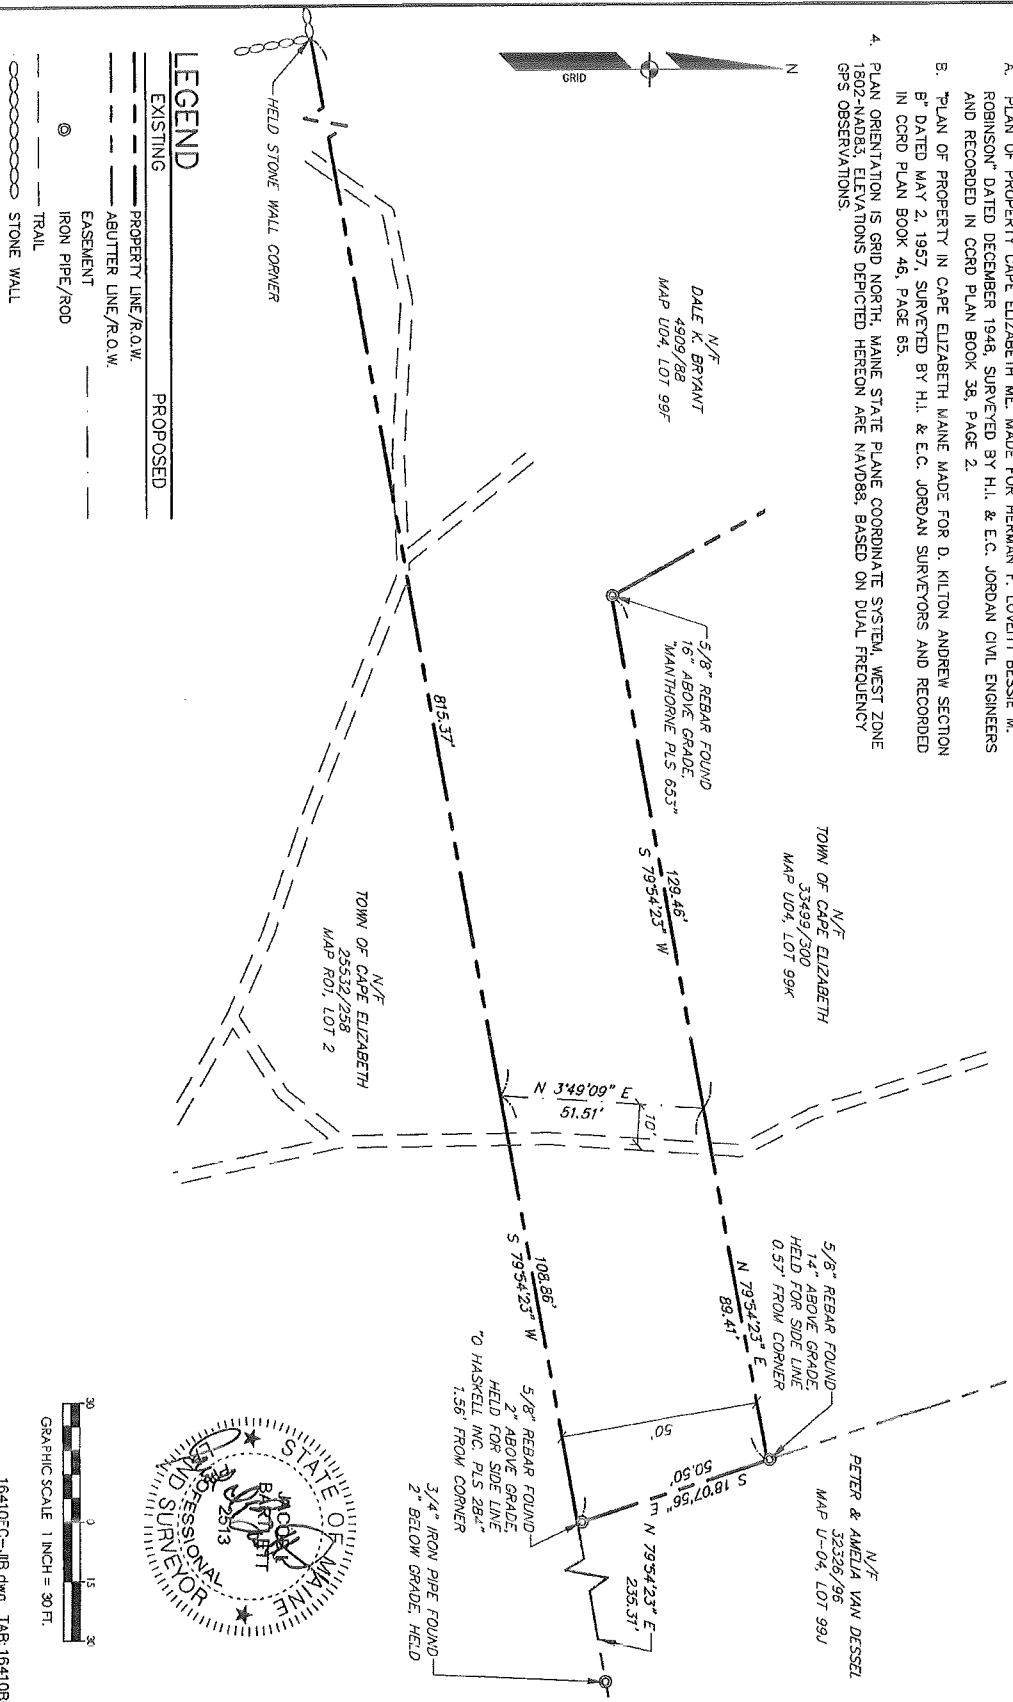 A. PLAN OF PROPERTY CAPE ELIZABETH ME. MADE FOR HERMAN F. LOVEITT BESSIE M.
ROBINSON" DATED DECEMBER 1948, SURVEYED BY H.I. & E.C. JORDAN CIVIL ENGINEERS
AND RECORDED IN CCRD PLAN BOOK 38, PAGE 2.
B. "PLAN OF PROPERTY IN CAPE ELIZABETH MAINE MADE FOR D. KILTON ANDREW SECTION
B" DATED MAY 2, 1957, SURVEYED BY H.I. & E.C. JORDAN SURVEYORS AND RECORDED
IN CCRD PLAN BOOK 46, PAGE 65.
4. PLAN ORIENTATION IS GRID NORTH, MAINE STATE PLANE COORDINATE SYSTEM, WEST ZONE
1802-NAD83, ELEVATIONS DEPICTED HEREON ARE NAVD88, BASED ON DUAL FREQUENCY
GPS OBSERVATIONS.
N
GRID
N/F
DALE K. BRYANT
4909/88
MAP U04, LOT 99F
N/F
TOWN OF CAPE ELIZABETH
33499/300
MAP U04, LOT 99K
N/F
PETER & AMELIA VAN DESSEL
32326/96
MAP U-04, LOT 99J
5/8" REBAR FOUND
16" ABOVE GRADE,
"MANTHORNE PLS 653"
129.46'
S 79°54'23" W
5/8" REBAR FOUND
14" ABOVE GRADE,
HELD FOR SIDE LINE
0.57' FROM CORNER
N 79°54'23" E
89.41'
N 3°49'09" E
51.51'
10'
50'
S 18°07'56" E
50.50'
N 79°54'23" E
235.31'
HELD STONE WALL CORNER
815.37'
108.86'
S 79°54'23" W
N/F
TOWN OF CAPE ELIZABETH
25532/258
MAP R01, LOT 2
5/8" REBAR FOUND
2" ABOVE GRADE,
HELD FOR SIDE LINE
"O HASKELL INC. PLS 284"
1.56' FROM CORNER
3/4" IRON PIPE FOUND
2" BELOW GRADE, HELD
LEGEND
EXISTING PROPOSED
PROPERTY LINE/R.O.W.
ABUTTER LINE/R.O.W.
EASEMENT
IRON PIPE/ROD
TRAIL
STONE WALL
STATE OF MAINE
BARTLETT
2513
PROFESSIONAL
LAND SURVEYOR
30 0 15 30
GRAPHIC SCALE 1 INCH = 30 FT.